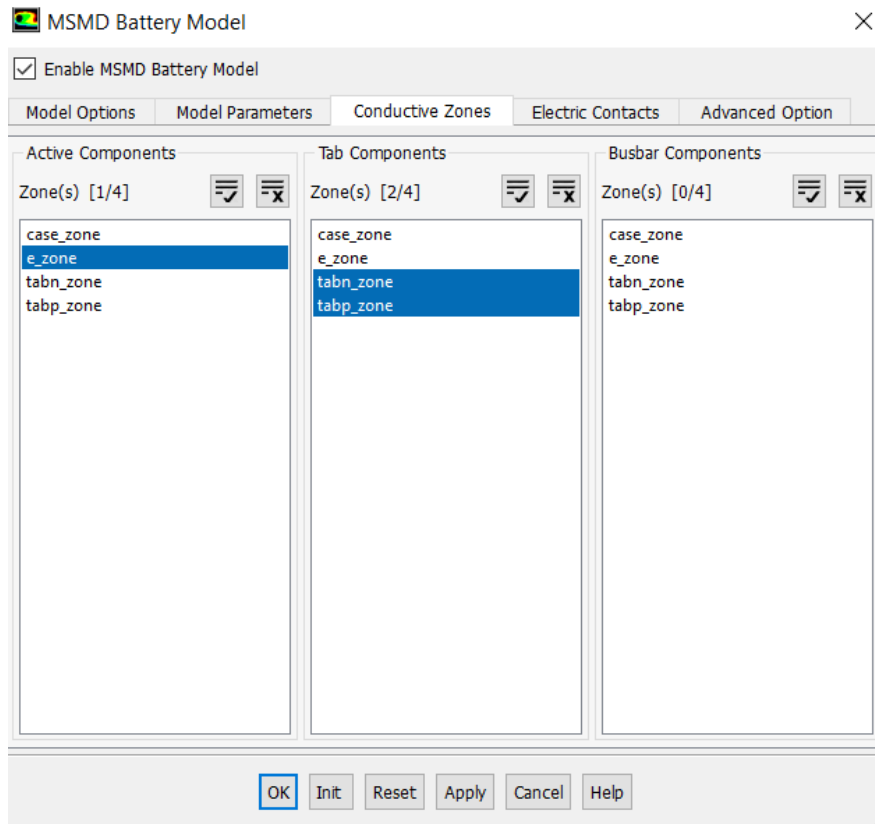 MSMD Battery Model
Enable MSMD Battery Model
Model Options Model Parameters Conductive Zones Electric Contacts Advanced Option
Active Components Tab Components Busbar Components
Zone(s) [1/4] Zone(s) [2/4] Zone(s) [0/4]
case_zone case_zone case_zone
e_zone e_zone e_zone
tabn_zone tabn_zone tabn_zone
tabp_zone tabp_zone tabp_zone
OK Init Reset Apply Cancel Help